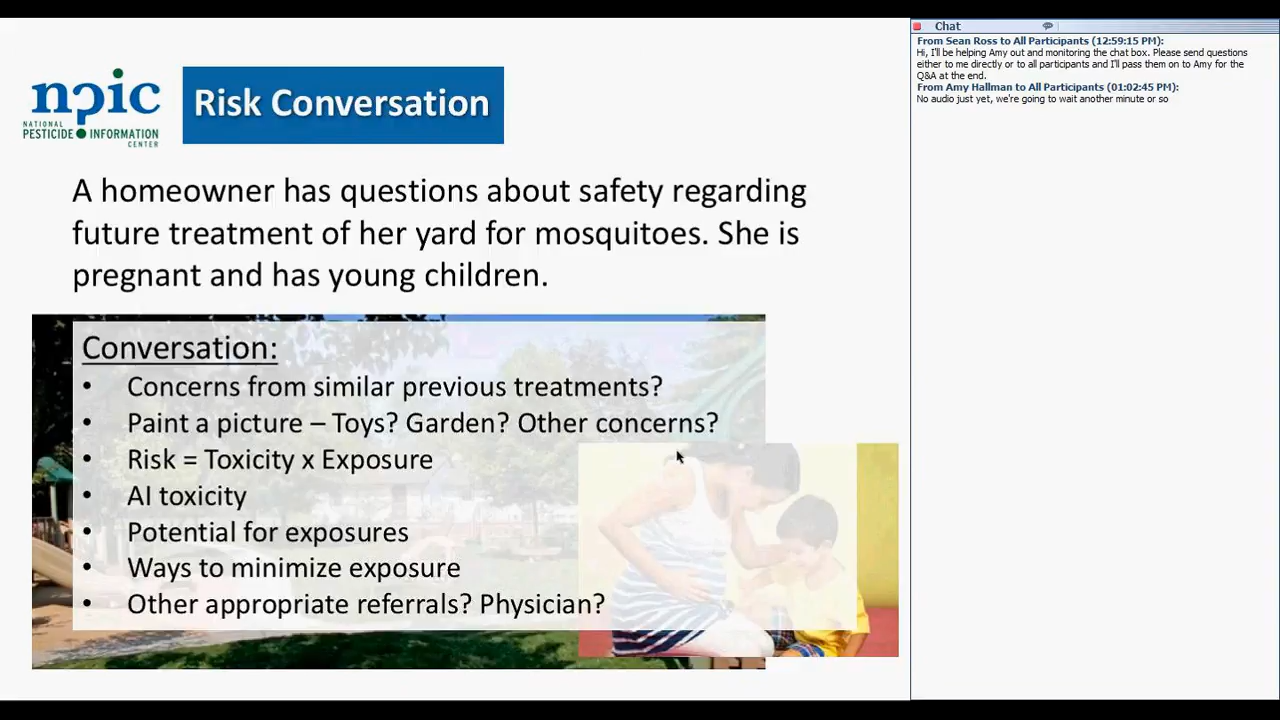 npic
NATIONAL
PESTICIDE INFORMATION
CENTER
Risk Conversation
A homeowner has questions about safety regarding
future treatment of her yard for mosquitoes. She is
pregnant and has young children.
Conversation:
• Concerns from similar previous treatments?
• Paint a picture – Toys? Garden? Other concerns?
• Risk = Toxicity x Exposure
• AI toxicity
• Potential for exposures
• Ways to minimize exposure
• Other appropriate referrals? Physician?
Chat
From Sean Ross to All Participants (12:59:15 PM):
Hi, I'll be helping Amy out and monitoring the chat box. Please send questions
either to me directly or to all participants and I'll pass them on to Amy for the
Q&A at the end.
From Amy Hallman to All Participants (01:02:45 PM):
No audio just yet, we're going to wait another minute or so